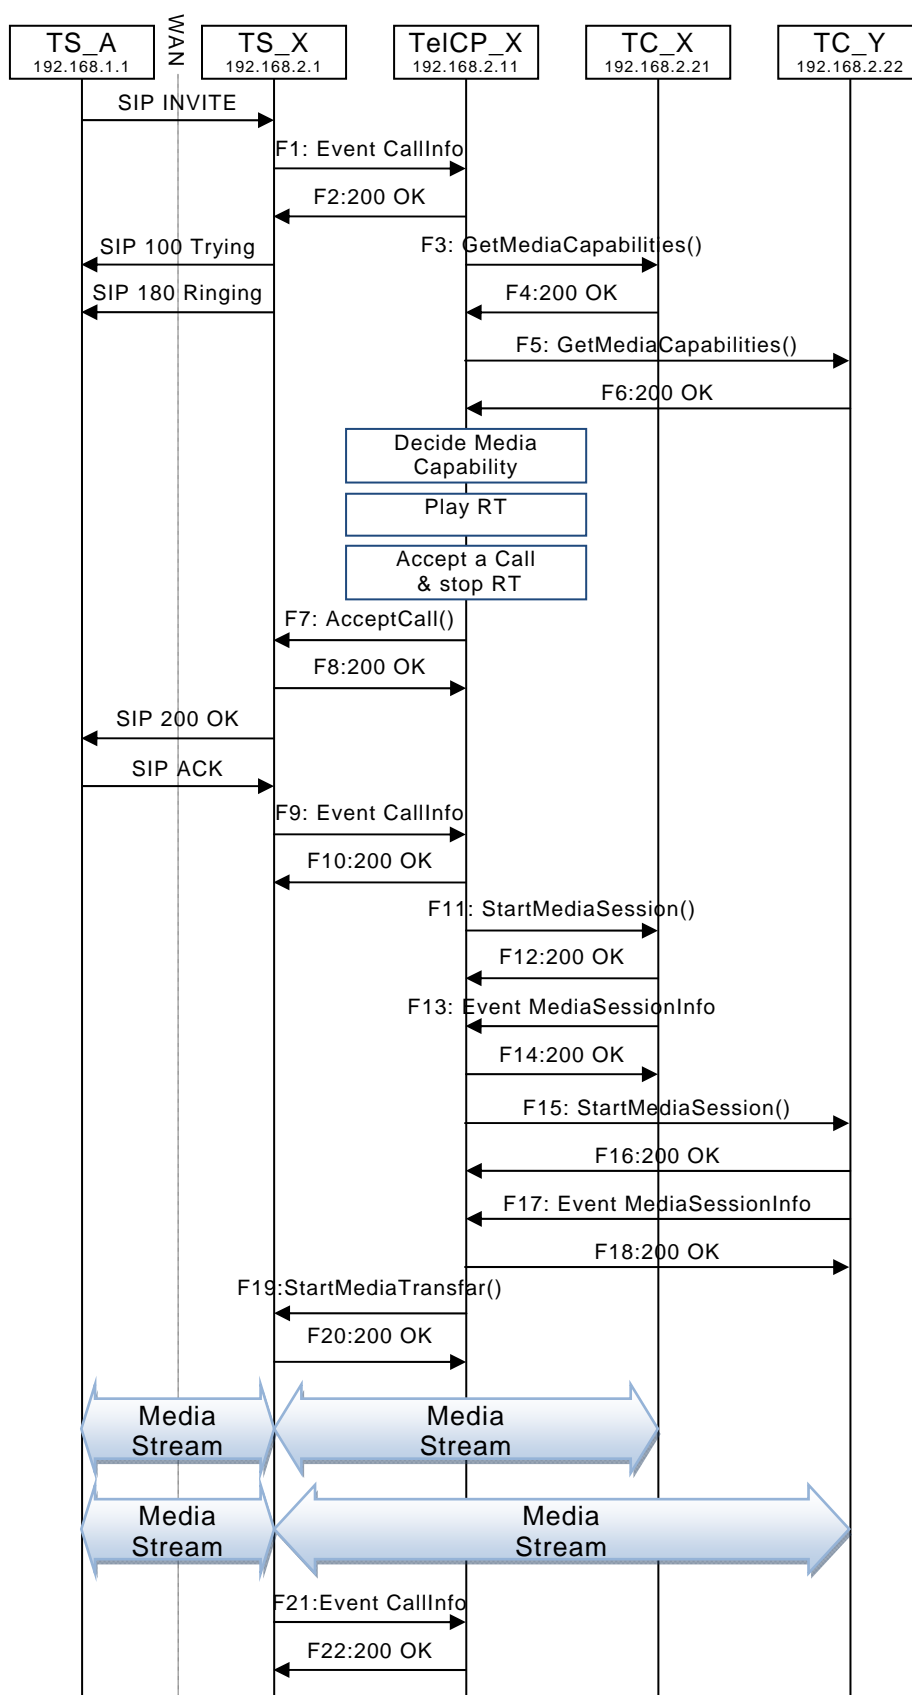 WAN
TS_A
192.168.1.1
TS_X
192.168.2.1
TelCP_X
192.168.2.11
TC_X
192.168.2.21
TC_Y
192.168.2.22
SIP INVITE
F1: Event CallInfo
F2:200 OK
SIP 100 Trying
F3: GetMediaCapabilities()
SIP 180 Ringing
F4:200 OK
F5: GetMediaCapabilities()
F6:200 OK
Decide Media
Capability
Play RT
Accept a Call
& stop RT
F7: AcceptCall()
F8:200 OK
SIP 200 OK
SIP ACK
F9: Event CallInfo
F10:200 OK
F11: StartMediaSession()
F12:200 OK
F13: Event MediaSessionInfo
F14:200 OK
F15: StartMediaSession()
F16:200 OK
F17: Event MediaSessionInfo
F18:200 OK
F19:StartMediaTransfar()
F20:200 OK
Media
Stream
Media
Stream
Media
Stream
Media
Stream
F21:Event CallInfo
F22:200 OK